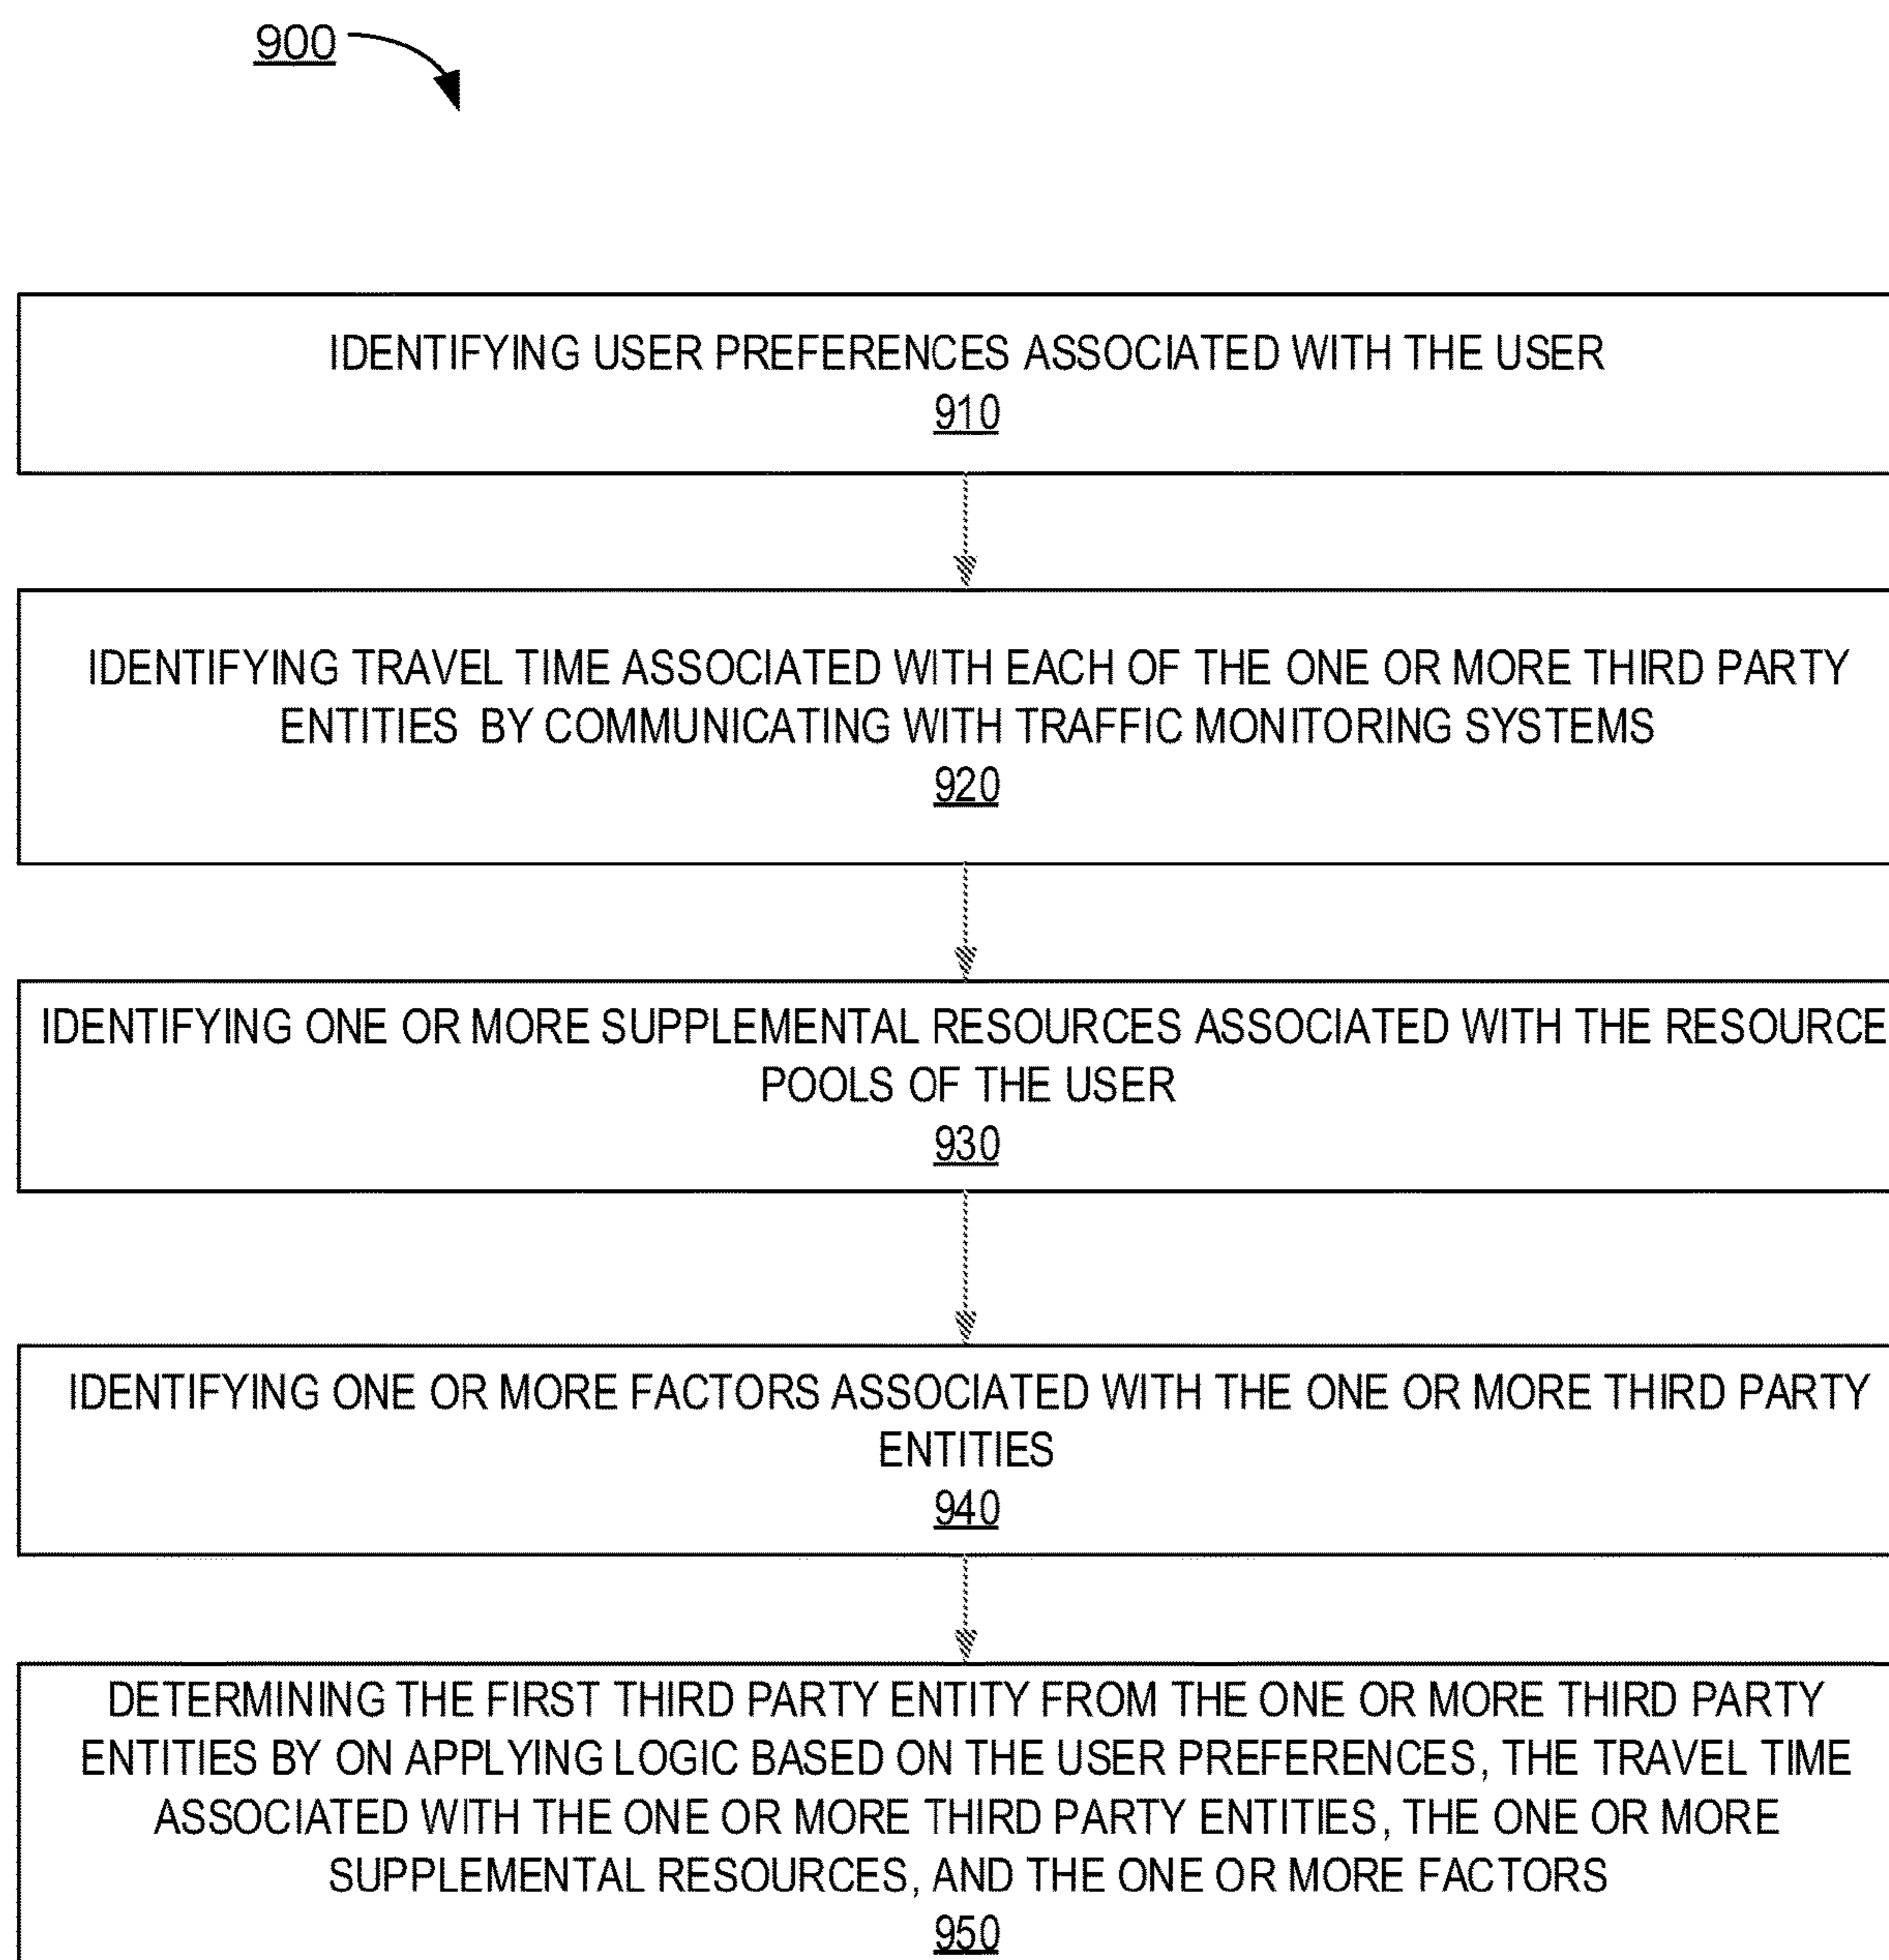 900
IDENTIFYING USER PREFERENCES ASSOCIATED WITH THE USER
910
IDENTIFYING TRAVEL TIME ASSOCIATED WITH EACH OF THE ONE OR MORE THIRD PARTY
ENTITIES BY COMMUNICATING WITH TRAFFIC MONITORING SYSTEMS
920
IDENTIFYING ONE OR MORE SUPPLEMENTAL RESOURCES ASSOCIATED WITH THE RESOURCE
POOLS OF THE USER
930
IDENTIFYING ONE OR MORE FACTORS ASSOCIATED WITH THE ONE OR MORE THIRD PARTY
ENTITIES
940
DETERMINING THE FIRST THIRD PARTY ENTITY FROM THE ONE OR MORE THIRD PARTY
ENTITIES BY ON APPLYING LOGIC BASED ON THE USER PREFERENCES, THE TRAVEL TIME
ASSOCIATED WITH THE ONE OR MORE THIRD PARTY ENTITIES, THE ONE OR MORE
SUPPLEMENTAL RESOURCES, AND THE ONE OR MORE FACTORS
950